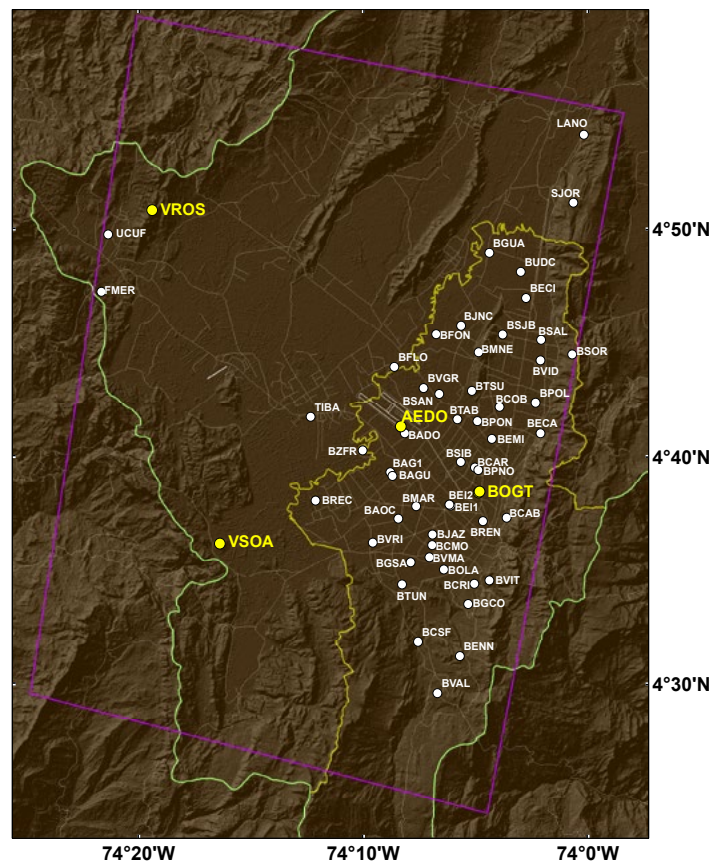 LANO
SJOR
VROS
UCUF
4°50'N
BGUA
BUDC
FMER
BECI
BJNC
BFON
BSJB
BSAL
BMNE
BSOR
BFLO
BVID
BVGR
BTSU
BSAN
BCOB
BPOL
TIBA
AEDO
BTAB
BPON
BECA
BADO
BEMI
BZFR
4°40'N
BSIB
BCAR
BAG1
BPNO
BAGU
BOGT
BREC
BMAR
BEI2
BEI1
BAOC
BCAB
BREN
VSOA
BVRI
BJAZ
BCMO
BVMA
BGSA
BOLA
BCRI
BVIT
BTUN
BGCO
BCSF
BENN
BVAL
4°30'N
74°20'W
74°10'W
74°0'W